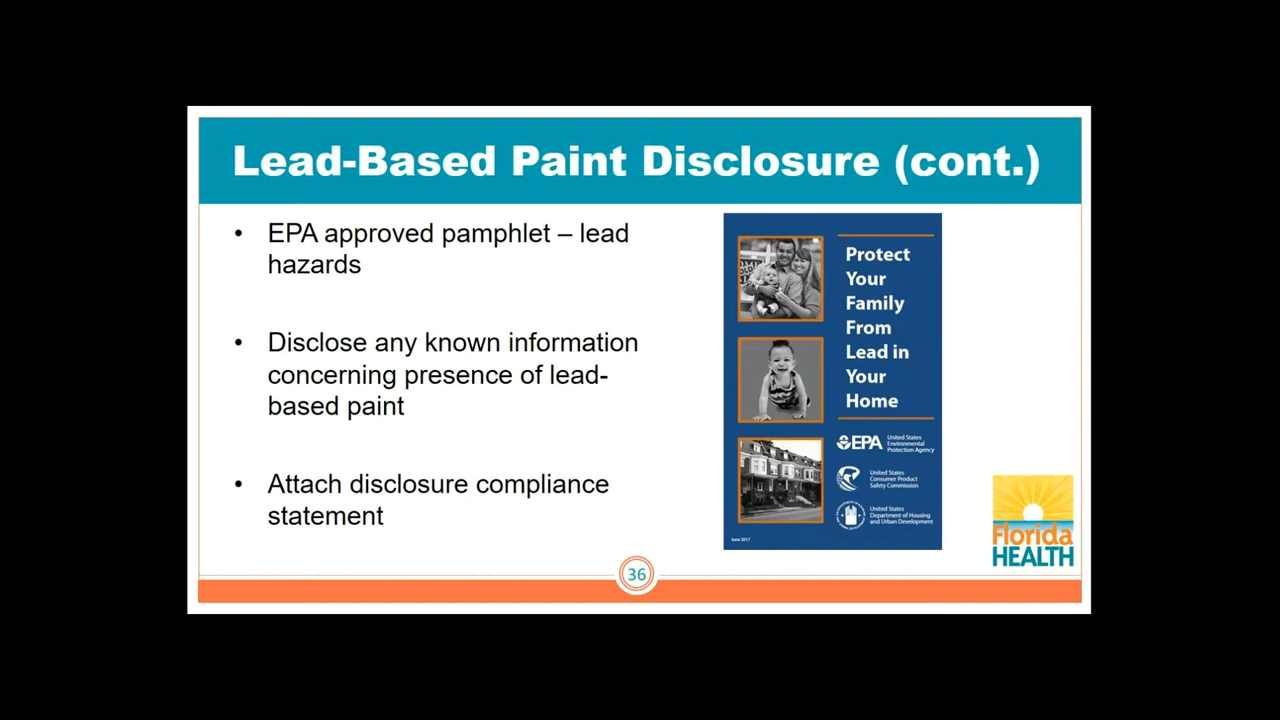 Lead-Based Paint Disclosure (cont.)
• EPA approved pamphlet – lead
hazards
• Disclose any known information
concerning presence of lead-
based paint
• Attach disclosure compliance
statement
Protect
Your
Family
From
Lead in
Your
Home
EPA
United States
Environmental
Protection Agency
United States
Consumer Product
Safety Commission
United States
Department of Housing
and Urban Development
June 2017
Florida
HEALTH
36